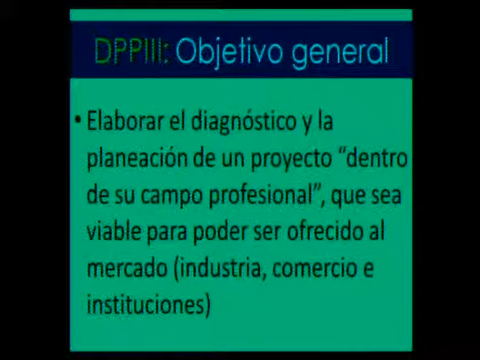 DPPIII: Objetivo general
• Elaborar el diagnóstico y la
planeación de un proyecto “dentro
de su campo profesional”, que sea
viable para poder ser ofrecido al
mercado (industria, comercio e
instituciones)